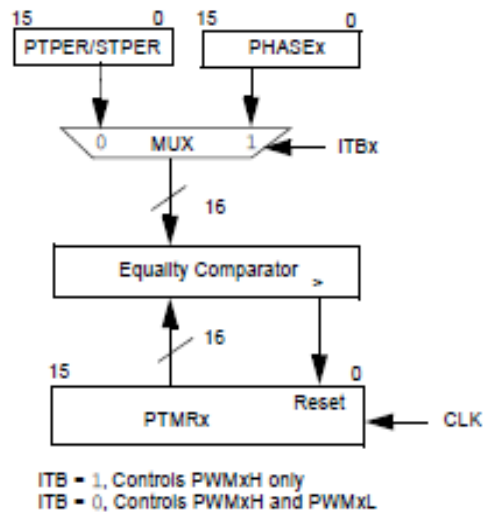 15 0 15 0
PTPER/STPER PHASEx
0 MUX 1 ITBx
16
Equality Comparator
>
16
15 0
Reset
PTMRx CLK
ITB = 1, Controls PWMxH only
ITB = 0, Controls PWMxH and PWMxL